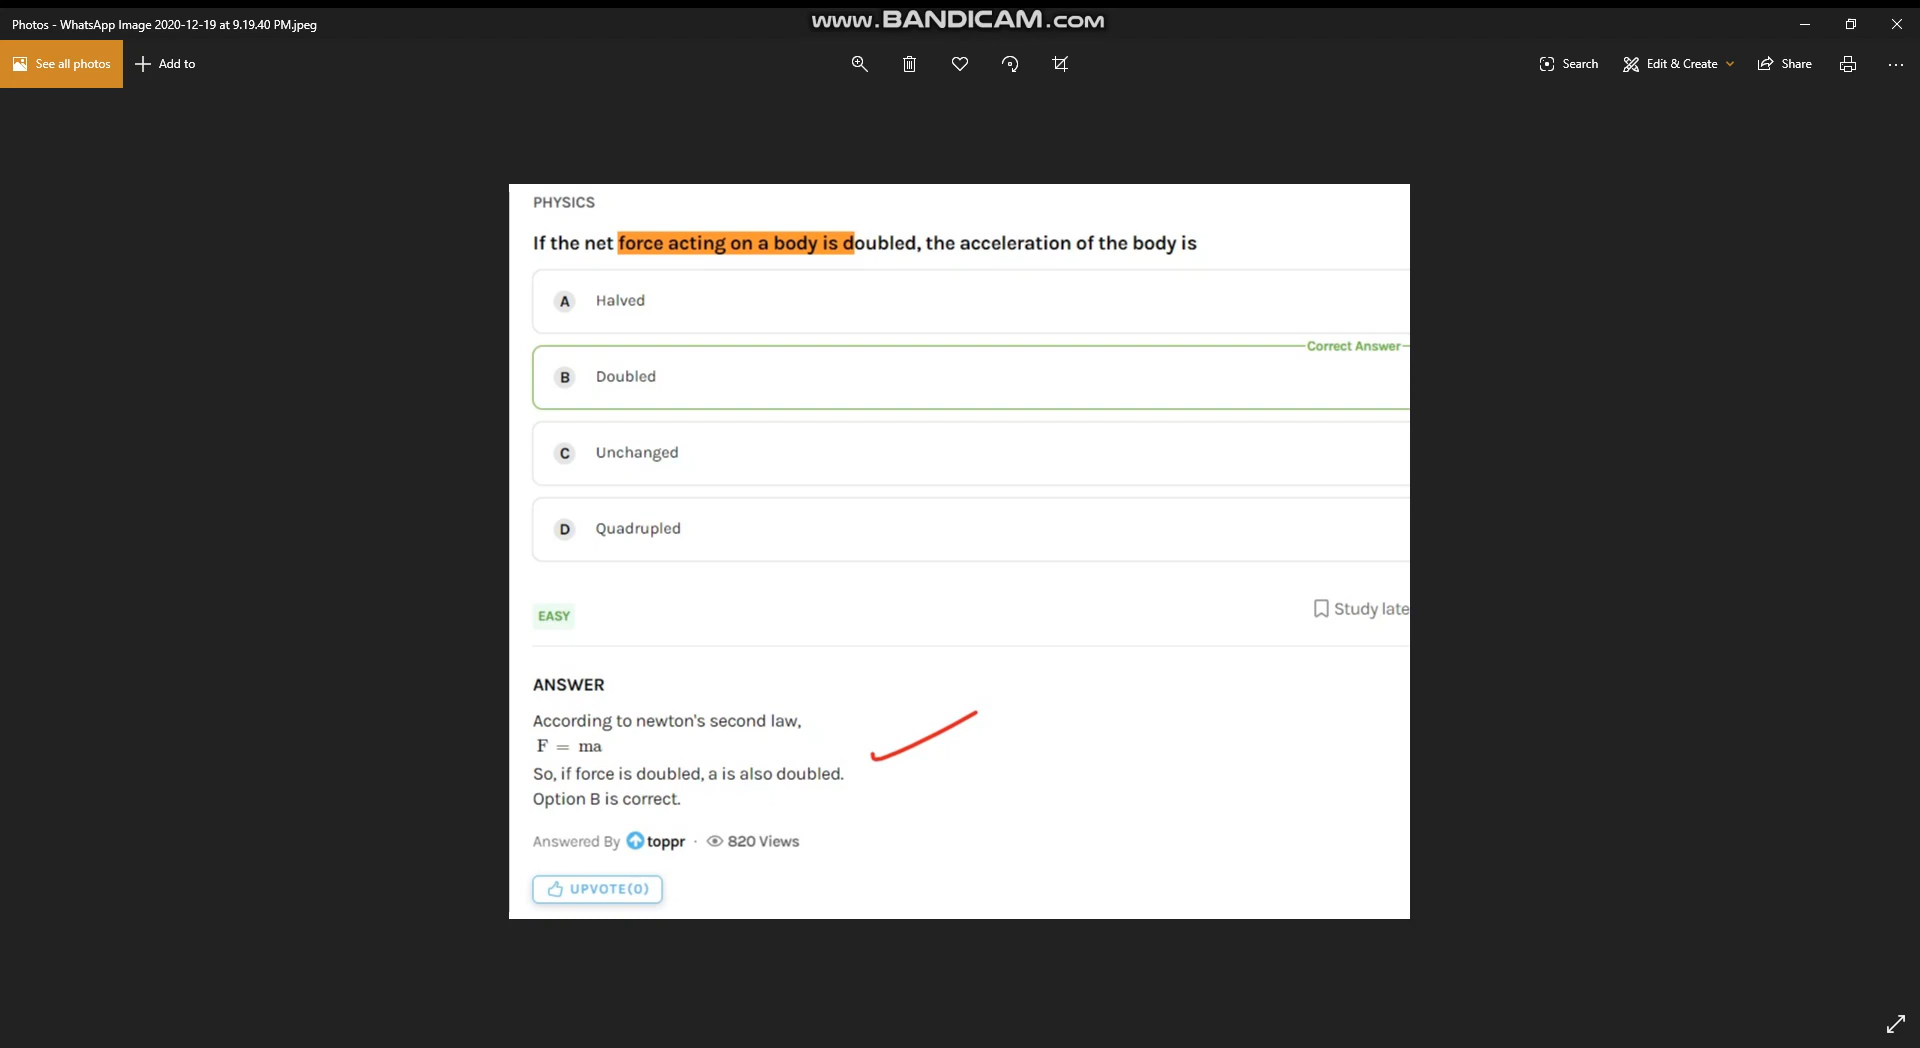 www.BANDICAM.COM
Photos - WhatsApp Image 2020-12-19 at 9.19.40 PM.jpeg
See all photos
Add to
Search
Edit & Create
Share
PHYSICS
If the net force acting on a body is doubled, the acceleration of the body is
A Halved
Correct Answer
B Doubled
C Unchanged
D Quadrupled
EASY
Study late
ANSWER
According to newton's second law,
F = ma
So, if force is doubled, a is also doubled.
Option B is correct.
Answered By toppr · 820 Views
UPVOTE(0)